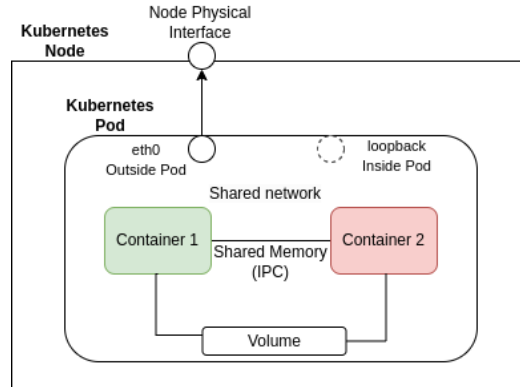 Node Physical
Interface
Kubernetes
Node
Kubernetes
Pod
eth0
Outside Pod
loopback
Inside Pod
Shared network
Container 1
Container 2
Shared Memory
(IPC)
Volume